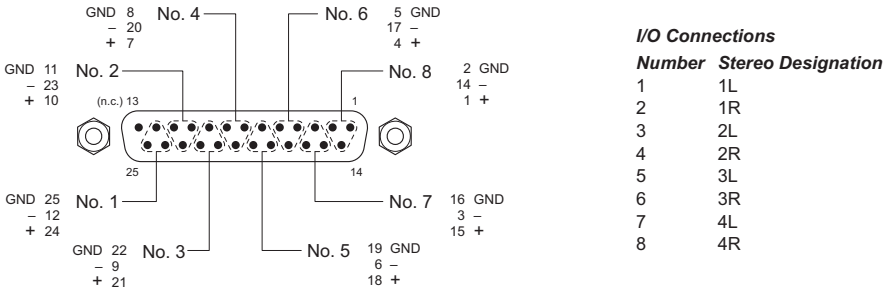 GND 8 No. 4
– 20
+ 7
No. 6 5 GND
17 –
4 +
GND 11 No. 2
– 23
+ 10
No. 8 2 GND
14 –
1 +
(n.c.) 13
1
25
14
GND 25 No. 1
– 12
+ 24
No. 7 16 GND
3 –
15 +
GND 22 No. 3
– 9
+ 21
No. 5 19 GND
6 –
18 +
I/O Connections
Number Stereo Designation
1 1L
2 1R
3 2L
4 2R
5 3L
6 3R
7 4L
8 4R